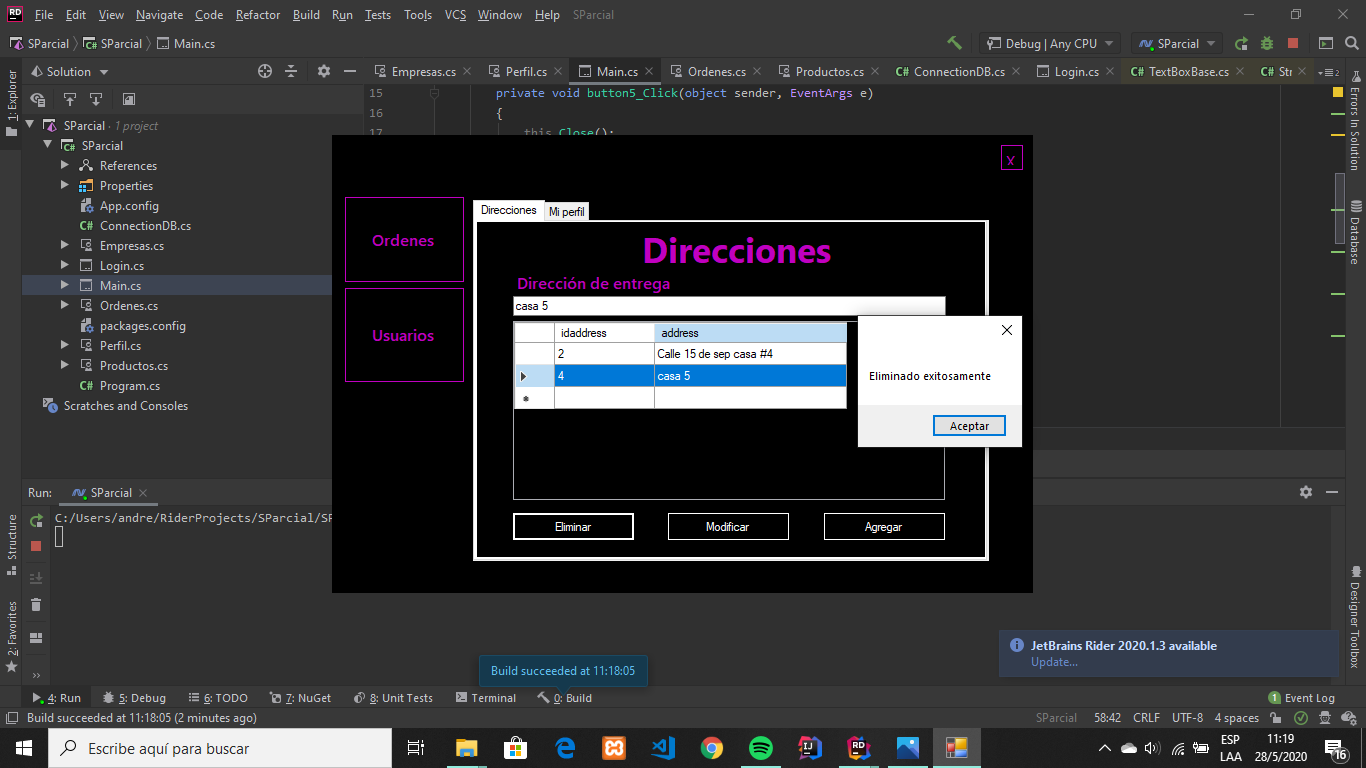 File Edit View Navigate Code Refactor Build Run Tests Tools VCS Window Help SParcial
SParcial SParcial Main.cs Debug | Any CPU SParcial
1: Explorer
Solution
Empresas.cs Perfil.cs Main.cs Ordenes.cs Productos.cs ConnectionDB.cs Login.cs TextBoxBase.cs Str
Errors In Solution
Database
Designer Toolbox
SParcial · 1 project
SParcial
References
Properties
App.config
ConnectionDB.cs
Empresas.cs
Login.cs
Main.cs
Ordenes.cs
packages.config
Perfil.cs
Productos.cs
Program.cs
Scratches and Consoles
15 private void button5_Click(object sender, EventArgs e)
16 {
17 this.Close();
X
Ordenes
Usuarios
Direcciones Mi perfil
Direcciones
Dirección de entrega
casa 5
idaddress address
2 Calle 15 de sep casa #4
4 casa 5
Eliminar Modificar Agregar
Eliminado exitosamente
Aceptar
Run: SParcial
C:/Users/andre/RiderProjects/SParcial/SP
Structure
2: Favorites
JetBrains Rider 2020.1.3 available
Update...
Build succeeded at 11:18:05
4: Run 5: Debug 6: TODO 7: NuGet 8: Unit Tests Terminal 0: Build 1 Event Log
Build succeeded at 11:18:05 (2 minutes ago) SParcial 58:42 CRLF UTF-8 4 spaces
Escribe aquí para buscar
ESP
LAA
11:19
28/5/2020
16